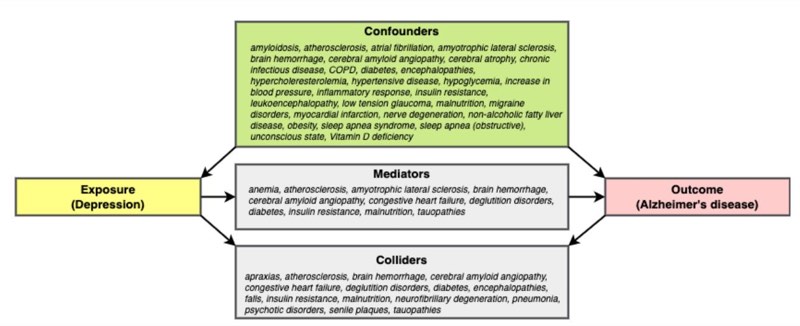 Confounders
amyloidosis, atherosclerosis, atrial fibrillation, amyotrophic lateral sclerosis,
brain hemorrhage, cerebral amyloid angiopathy, cerebral atrophy, chronic
infectious disease, COPD, diabetes, encephalopathies,
hypercholeresterolemia, hypertensive disease, hypoglycemia, increase in
blood pressure, inflammatory response, insulin resistance,
leukoencephalopathy, low tension glaucoma, malnutrition, migraine
disorders, myocardial infarction, nerve degeneration, non-alcoholic fatty liver
disease, obesity, sleep apnea syndrome, sleep apnea (obstructive),
unconscious state, Vitamin D deficiency
Exposure
(Depression)
Mediators
anemia, atherosclerosis, amyotrophic lateral sclerosis, brain hemorrhage,
cerebral amyloid angiopathy, congestive heart failure, deglutition disorders,
diabetes, insulin resistance, malnutrition, tauopathies
Outcome
(Alzheimer's disease)
Colliders
apraxias, atherosclerosis, brain hemorrhage, cerebral amyloid angiopathy,
congestive heart failure, deglutition disorders, diabetes, encephalopathies,
falls, insulin resistance, malnutrition, neurofibrillary degeneration, pneumonia,
psychotic disorders, senile plaques, tauopathies